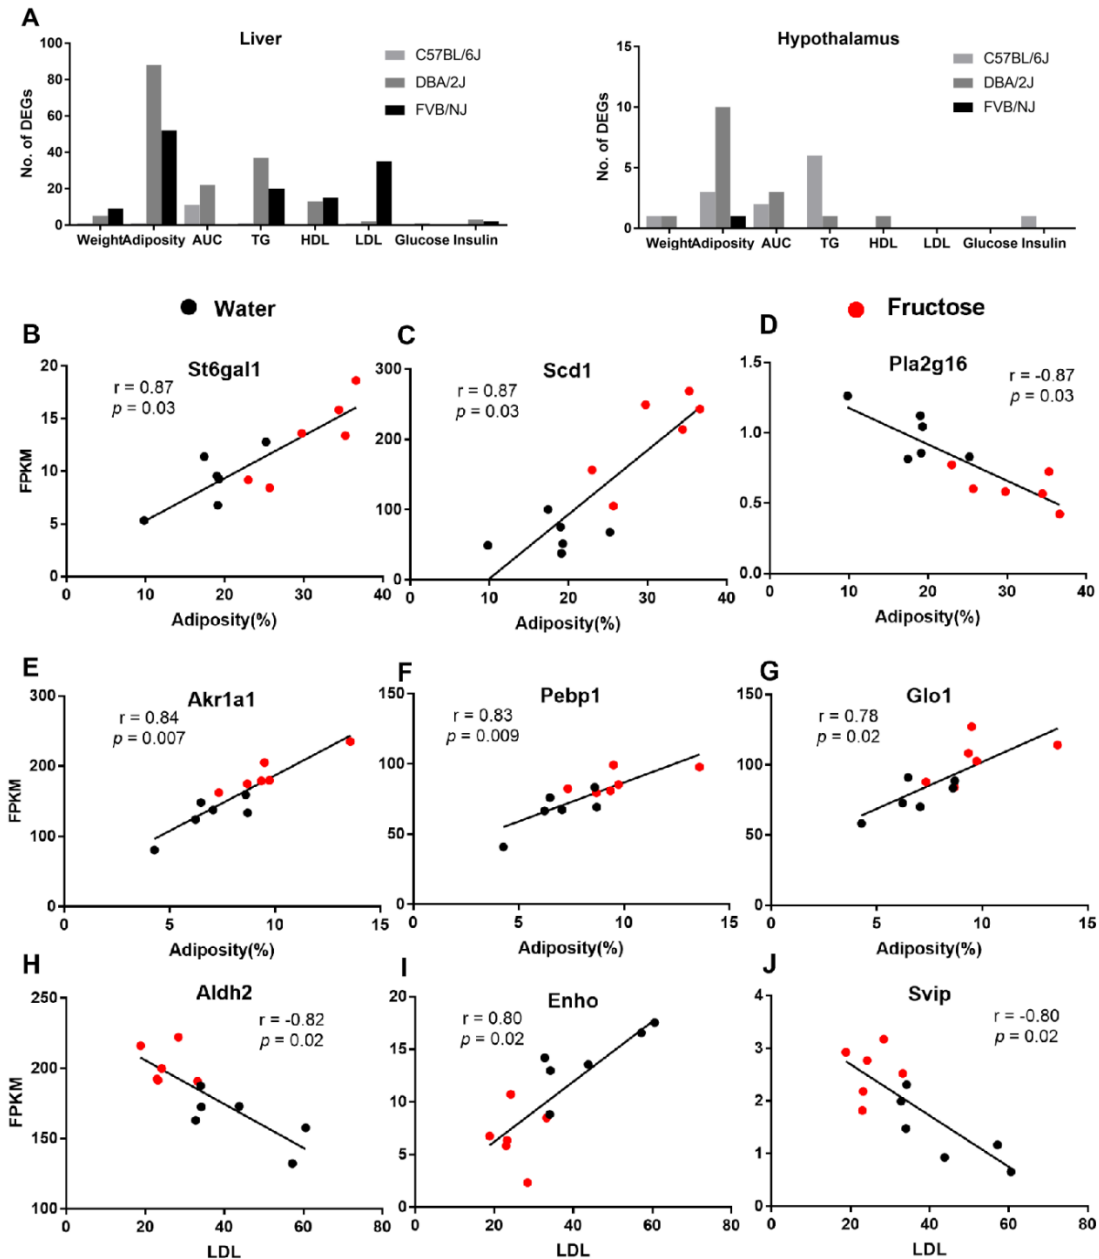 A
Liver
Hypothalamus
No. of DEGs
100
80
60
40
20
0
C57BL/6J
DBA/2J
FVB/NJ
Weight Adiposity AUC TG HDL LDL Glucose Insulin
No. of DEGs
15
10
5
0
C57BL/6J
DBA/2J
FVB/NJ
Weight Adiposity AUC TG HDL LDL Glucose Insulin
Water
Fructose
B
St6gal1
r = 0.87
p = 0.03
FPKM
20
15
10
5
0
0 10 20 30 40
Adiposity(%)
C
Scd1
r = 0.87
p = 0.03
300
200
100
0
0 10 20 30 40
Adiposity(%)
D
Pla2g16
r = -0.87
p = 0.03
1.5
1.0
0.5
0.0
0 10 20 30 40
Adiposity(%)
E
Akr1a1
r = 0.84
p = 0.007
FPKM
300
200
100
0
0 5 10 15
Adiposity(%)
F
Pebp1
r = 0.83
p = 0.009
150
100
50
0
0 5 10 15
Adiposity(%)
G
Glo1
r = 0.78
p = 0.02
150
100
50
0
0 5 10 15
Adiposity(%)
H
Aldh2
r = -0.82
p = 0.02
FPKM
250
200
150
100
0 20 40 60 80
LDL
I
Enho
r = 0.80
p = 0.02
20
15
10
5
0
0 20 40 60 80
LDL
J
Svip
r = -0.80
p = 0.02
4
3
2
1
0
0 20 40 60 80
LDL